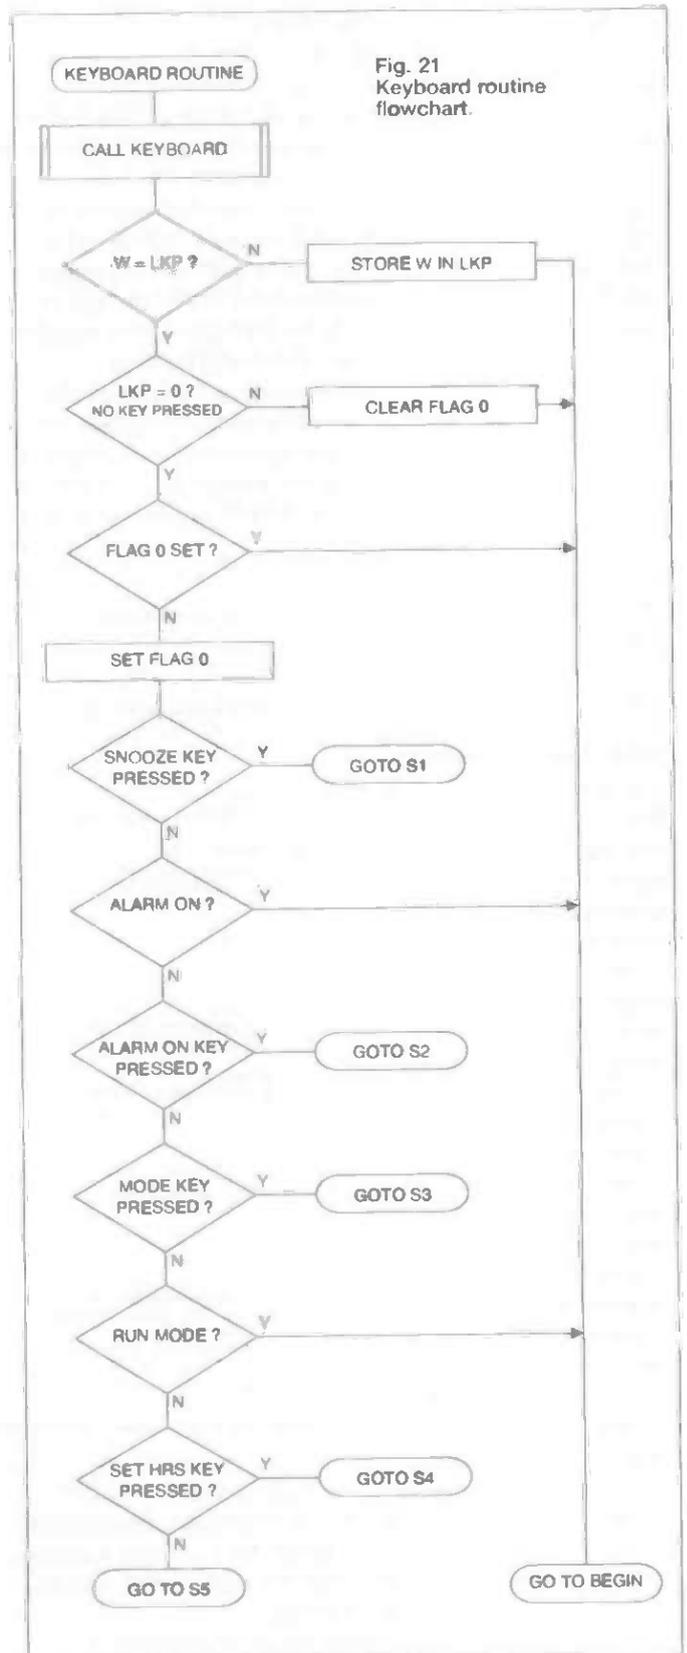 Fig. 21
Keyboard routine
flowchart.
KEYBOARD ROUTINE
CALL KEYBOARD
W = LKP ?
N
STORE W IN LKP
Y
LKP = 0 ?
NO KEY PRESSED
N
CLEAR FLAG 0
Y
FLAG 0 SET ?
Y
N
SET FLAG 0
SNOOZE KEY
PRESSED ?
Y
GOTO S1
N
ALARM ON ?
Y
N
ALARM ON KEY
PRESSED ?
Y
GOTO S2
N
MODE KEY
PRESSED ?
Y
GOTO S3
N
RUN MODE ?
Y
N
SET HRS KEY
PRESSED ?
Y
GOTO S4
N
GO TO S5
GO TO BEGIN